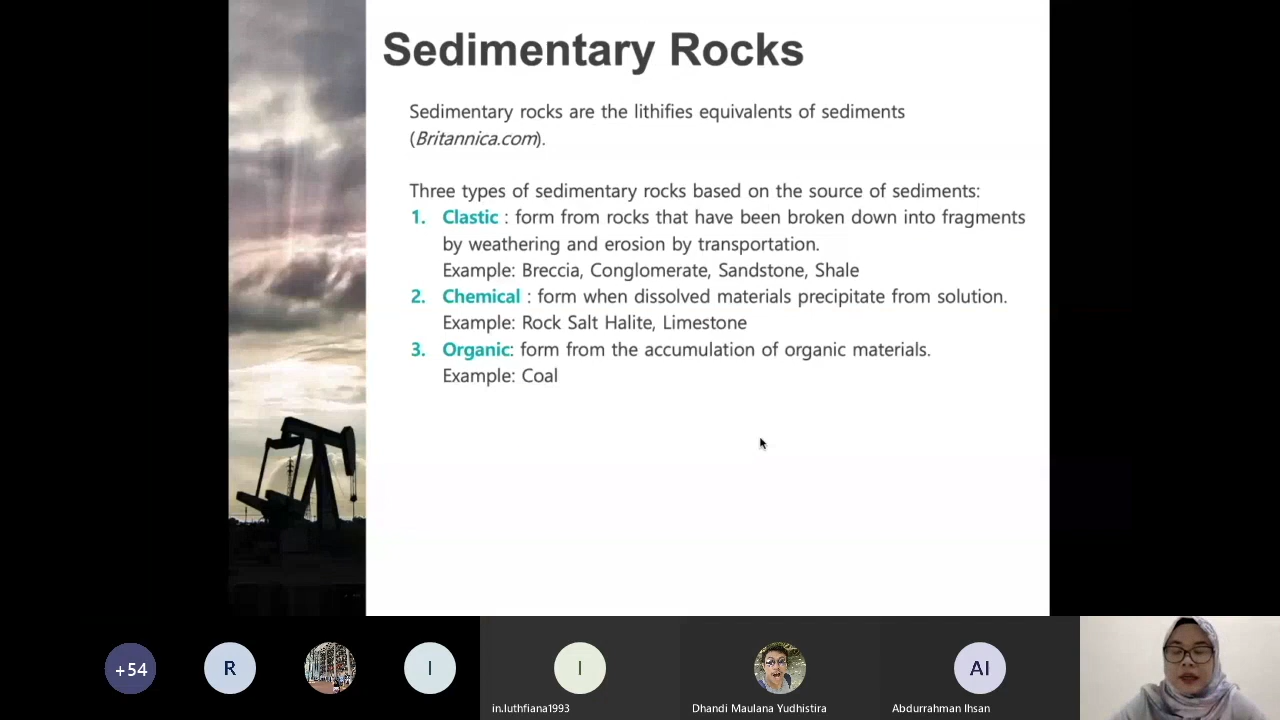 Sedimentary Rocks
Sedimentary rocks are the lithifies equivalents of sediments
(Britannica.com).
Three types of sedimentary rocks based on the source of sediments:
1. Clastic : form from rocks that have been broken down into fragments
by weathering and erosion by transportation.
Example: Breccia, Conglomerate, Sandstone, Shale
2. Chemical : form when dissolved materials precipitate from solution.
Example: Rock Salt Halite, Limestone
3. Organic: form from the accumulation of organic materials.
Example: Coal
+54
R
I
I
AI
in.luthfiana1993
Dhandi Maulana Yudhistira
Abdurrahman Ihsan